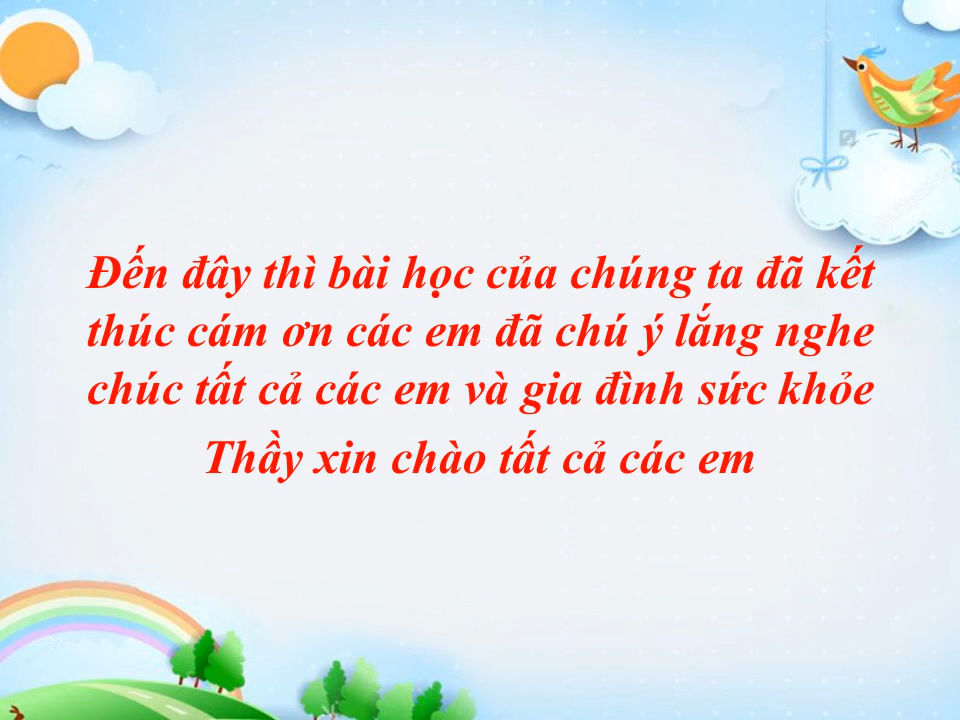 Đến đây thì bài học của chúng ta đã kết
thúc cám ơn các em đã chú ý lắng nghe
chúc tất cả các em và gia đình sức khỏe
Thầy xin chào tất cả các em